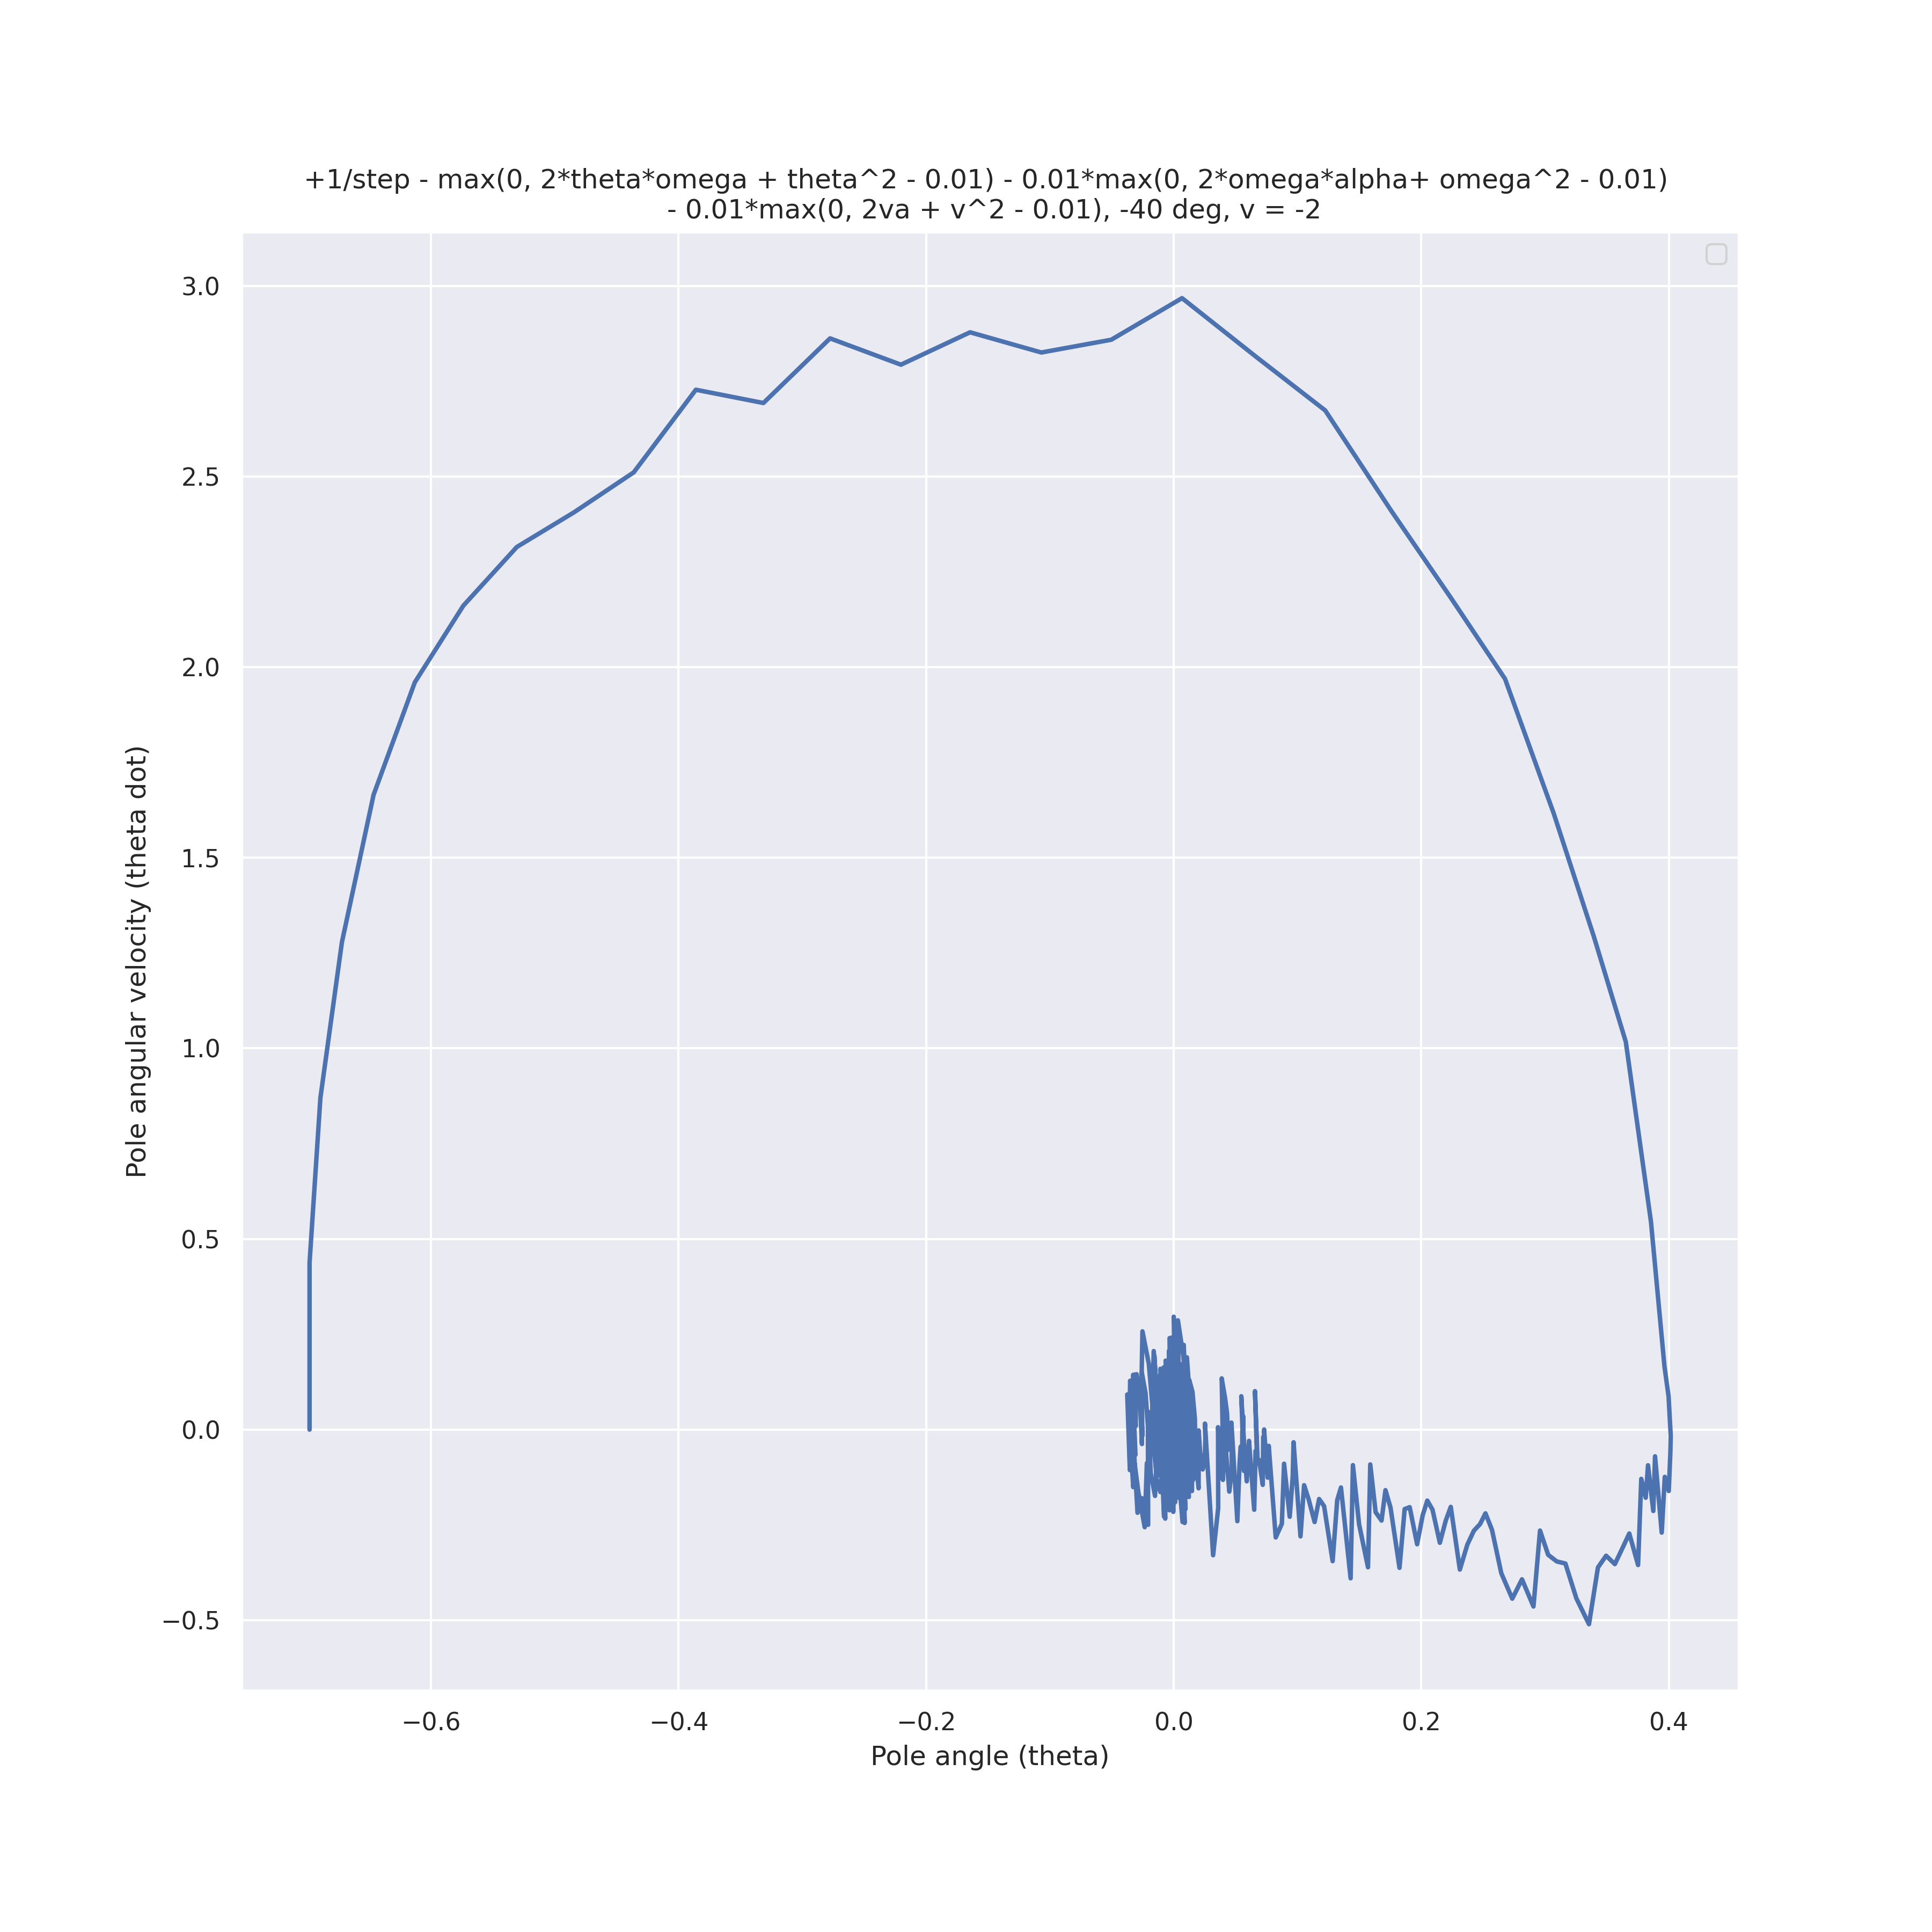 +1/step - max(0, 2*theta*omega + theta^2 - 0.01) - 0.01*max(0, 2*omega*alpha+ omega^2 - 0.01)
- 0.01*max(0, 2va + v^2 - 0.01), -40 deg, v = -2
3.0
2.5
2.0
1.5
1.0
0.5
0.0
−0.5
Pole angular velocity (theta dot)
−0.6 −0.4 −0.2 0.0 0.2 0.4
Pole angle (theta)